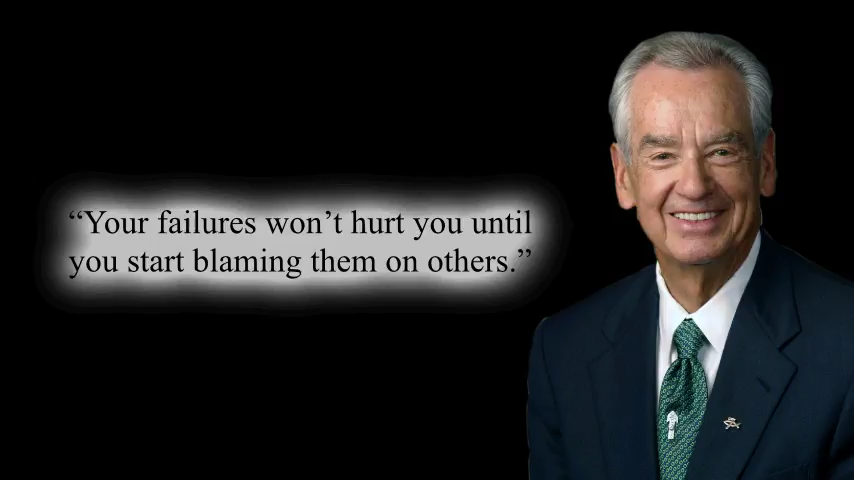 “Your failures won’t hurt you until
you start blaming them on others.”